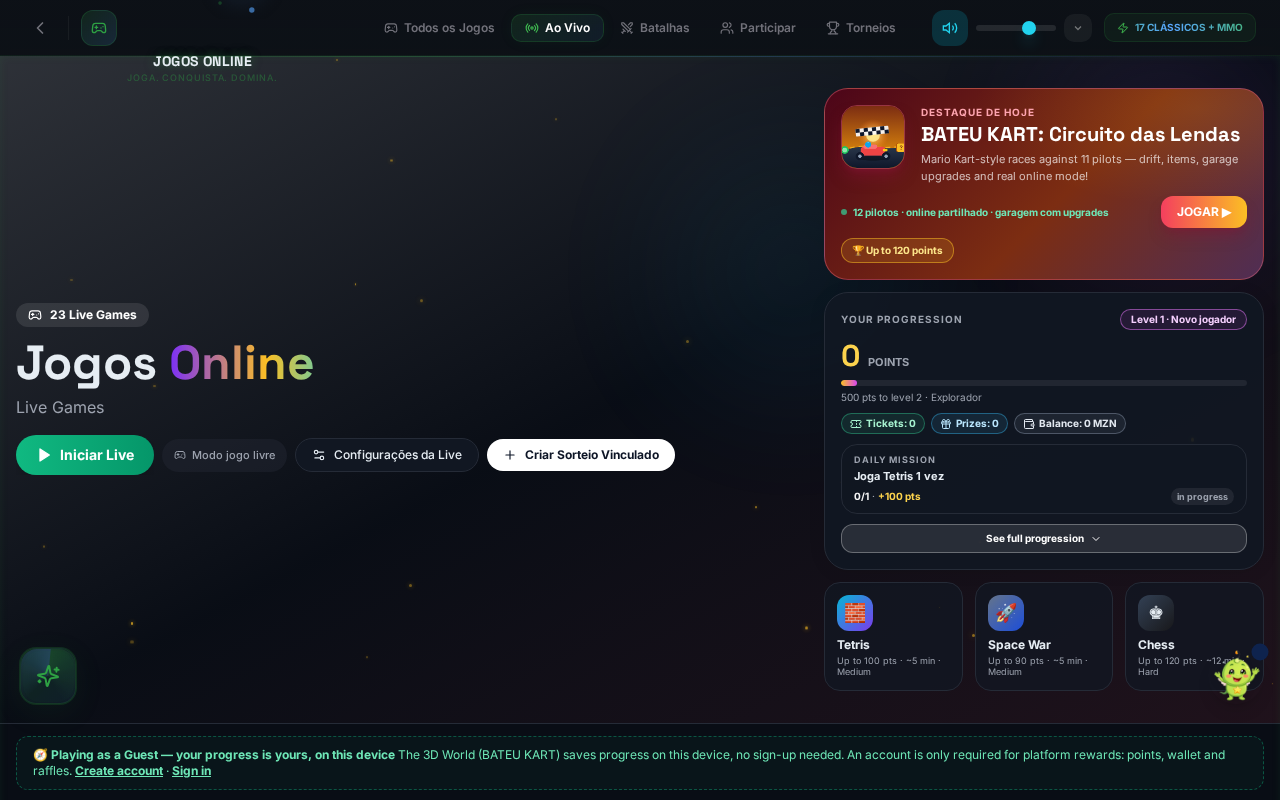 Todos os Jogos
Ao Vivo
Batalhas
Participar
Torneios
17 CLÁSSICOS + MMO
JOGOS ONLINE
JOGA. CONQUISTA. DOMINA.
23 Live Games
Jogos Online
Live Games
Iniciar Live
Modo jogo livre
Configurações da Live
Criar Sorteio Vinculado
DESTAQUE DE HOJE
BATEU KART: Circuito das Lendas
Mario Kart-style races against 11 pilots — drift, items, garage
upgrades and real online mode!
12 pilotos · online partilhado · garagem com upgrades
JOGAR ▶
🏆 Up to 120 points
YOUR PROGRESSION
Level 1 · Novo jogador
0 POINTS
500 pts to level 2 · Explorador
Tickets: 0
Prizes: 0
Balance: 0 MZN
DAILY MISSION
Joga Tetris 1 vez
0/1 · +100 pts
in progress
See full progression
Tetris
Up to 100 pts · ~5 min ·
Medium
Space War
Up to 90 pts · ~5 min ·
Medium
Chess
Up to 120 pts · ~12
Hard
🧭 Playing as a Guest — your progress is yours, on this device The 3D World (BATEU KART) saves progress on this device, no sign-up needed. An account is only required for platform rewards: points, wallet and
raffles. Create account · Sign in